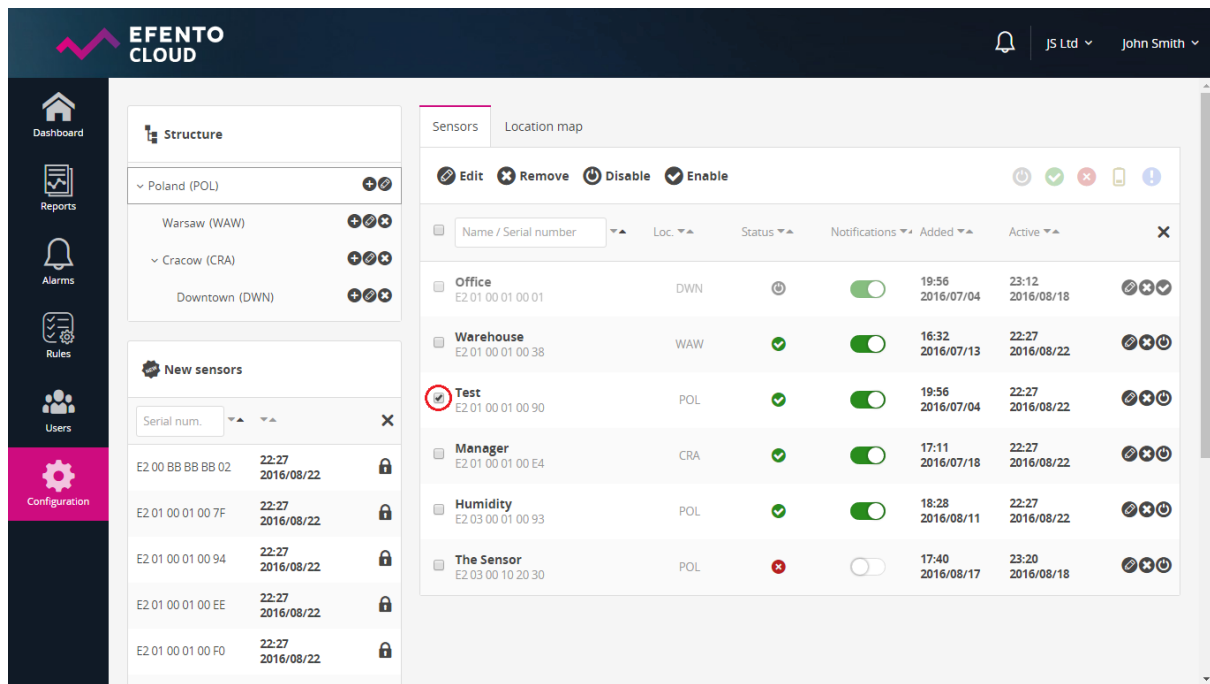 EFENTO
CLOUD
JS Ltd
John Smith
Dashboard
Reports
Alarms
Rules
Users
Configuration
Structure
Poland (POL)
Warsaw (WAW)
Cracow (CRA)
Downtown (DWN)
New sensors
Serial num.
E2 00 BB BB BB 02
22:27
2016/08/22
E2 01 00 01 00 7F
22:27
2016/08/22
E2 01 00 01 00 94
22:27
2016/08/22
E2 01 00 01 00 EE
22:27
2016/08/22
E2 01 00 01 00 F0
22:27
2016/08/22
Sensors Location map
Edit Remove Disable Enable
Name / Serial number Loc. Status Notifications Added Active
Office 19:56 23:12
E2 01 00 01 00 01 DWN 2016/07/04 2016/08/18
Warehouse 16:32 22:27
E2 01 00 01 00 38 WAW 2016/07/13 2016/08/22
Test 19:56 22:27
E2 01 00 01 00 90 POL 2016/07/04 2016/08/22
Manager 17:11 22:27
E2 01 00 01 00 E4 CRA 2016/07/18 2016/08/22
Humidity 18:28 22:27
E2 03 00 01 00 93 POL 2016/08/11 2016/08/22
The Sensor 17:40 23:20
E2 03 00 10 20 30 POL 2016/08/17 2016/08/18